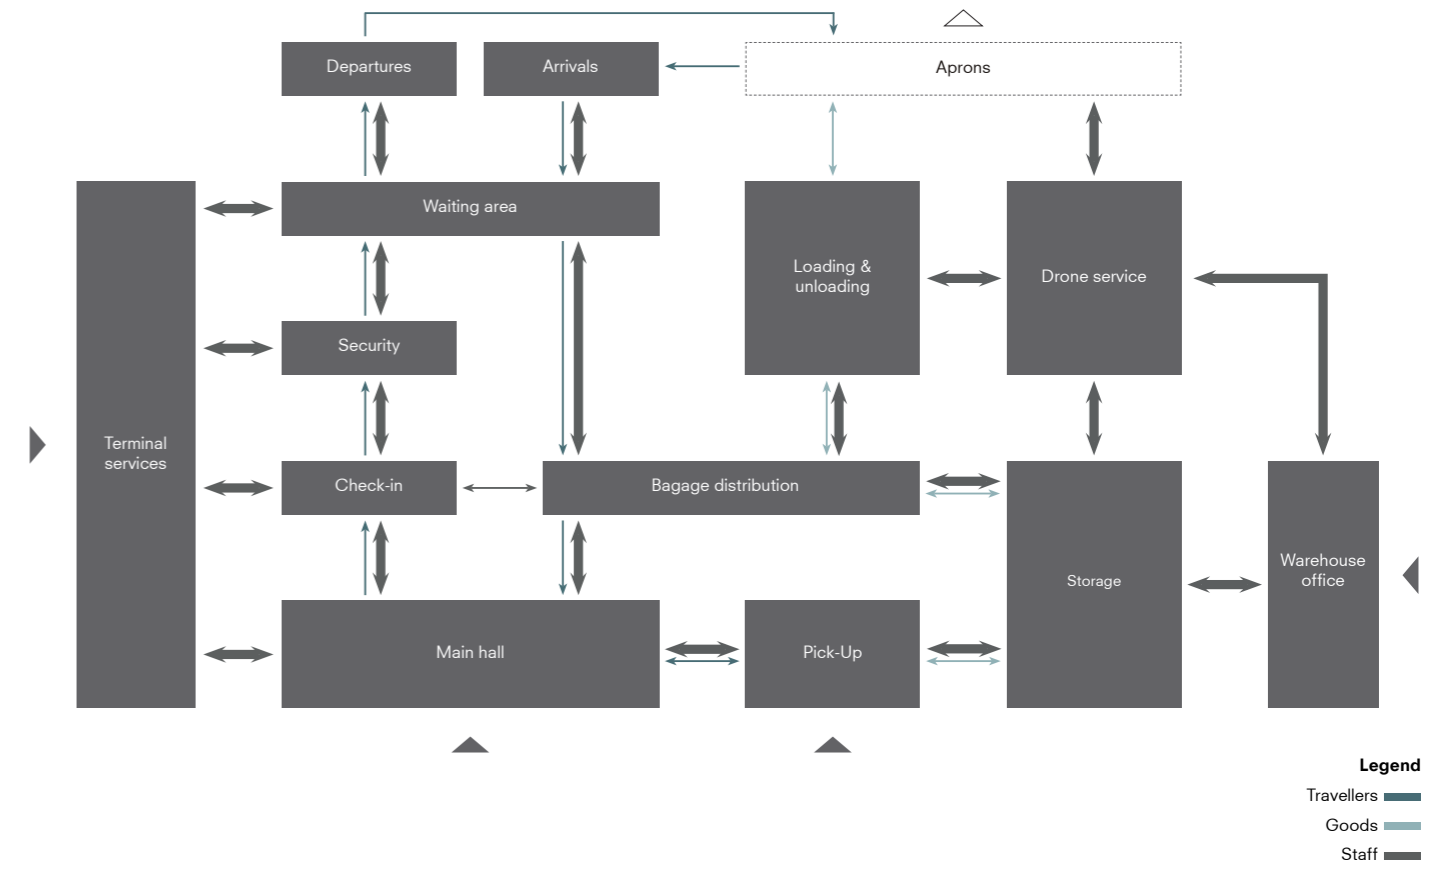 Departures
Arrivals
Aprons
Waiting area
Loading &
unloading
Drone service
Security
Terminal
services
Check-in
Bagage distribution
Storage
Warehouse
office
Main hall
Pick-Up
Legend
Travellers
Goods
Staff